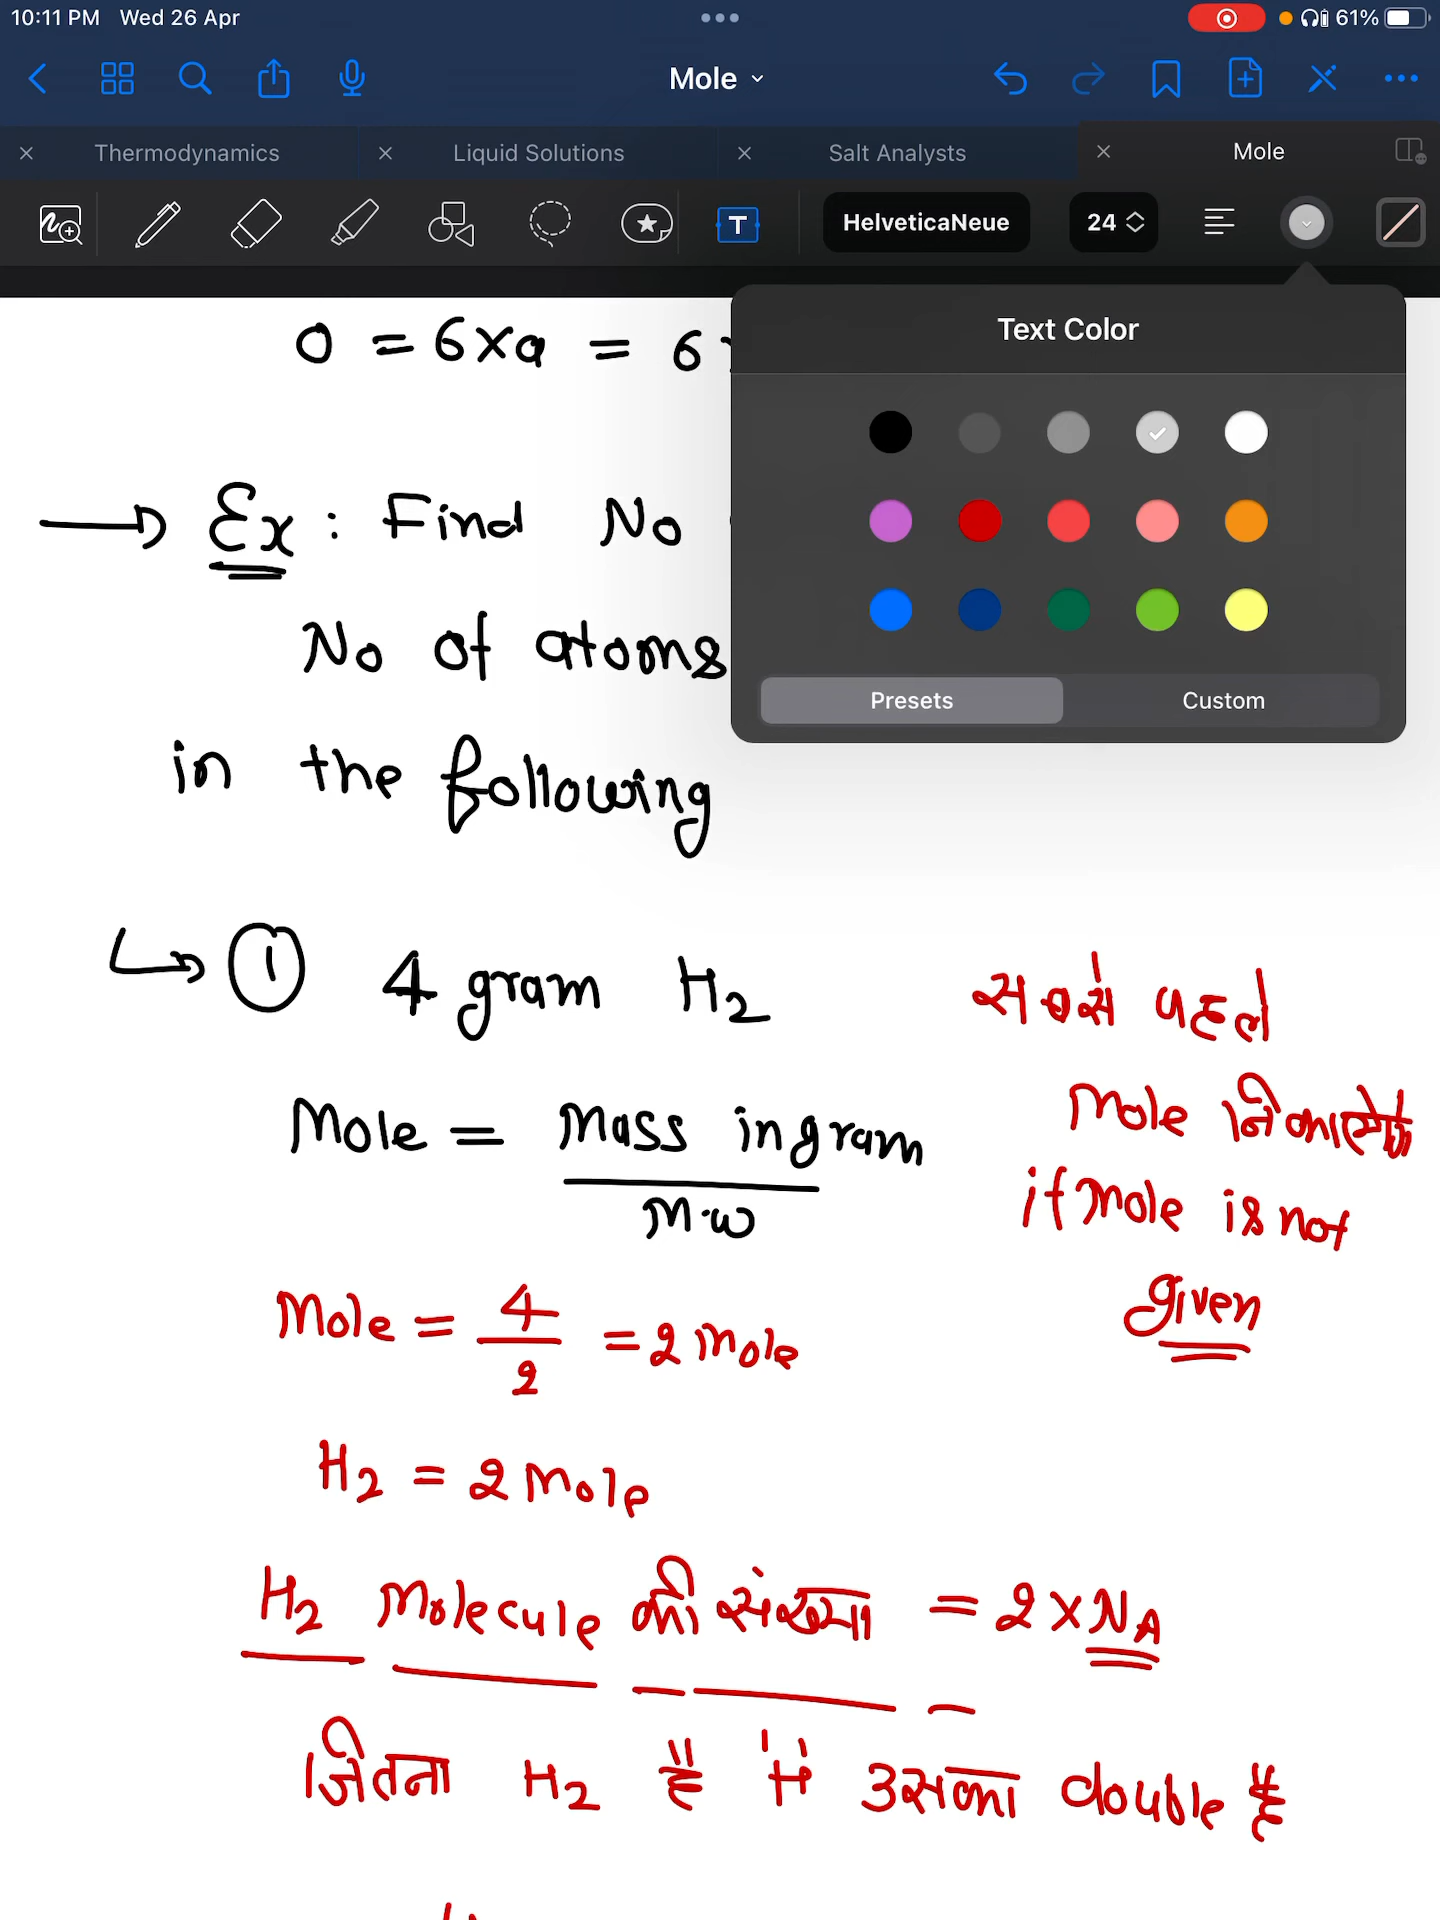 10:11 PM Wed 26 Apr 61%
Mole
Thermodynamics Liquid Solutions Salt Analysts Mole
T HelveticaNeue 24
Text Color
Presets Custom
O = 6xa = 6
Ex : Find No
No of atoms
in the following
① 4 gram H2
सबसे पहले
Mole = Mass in gram
M.w
Mole
if Mole is not
given
Mole = 4/2 = 2 Mole
H2 = 2 Mole
H2 Molecule की संख्या = 2 x NA
जितना H2 है H उसका double है